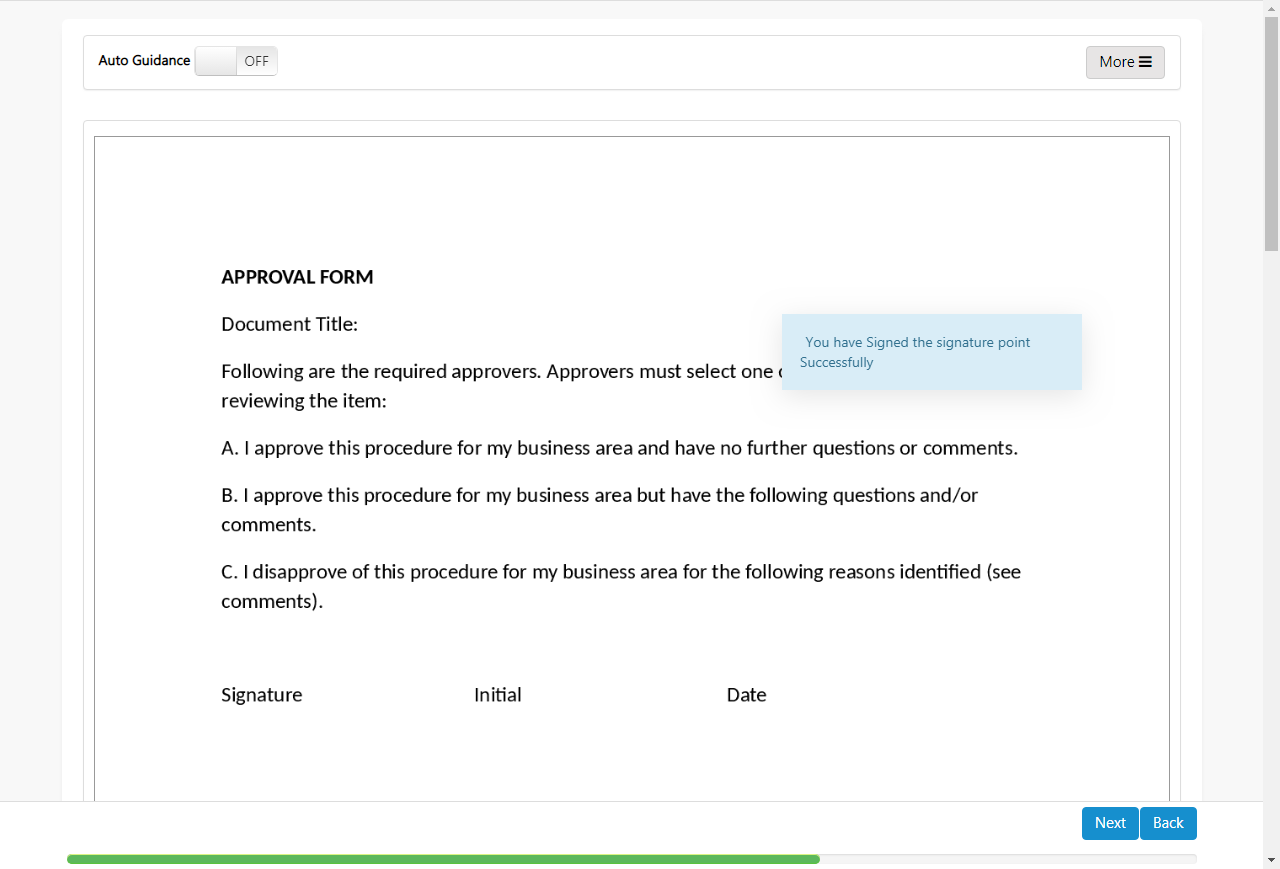 Auto Guidance OFF More
APPROVAL FORM
Document Title:
You have Signed the signature point
Successfully
Following are the required approvers. Approvers must select one
reviewing the item:
A. I approve this procedure for my business area and have no further questions or comments.
B. I approve this procedure for my business area but have the following questions and/or
comments.
C. I disapprove of this procedure for my business area for the following reasons identified (see
comments).
Signature Initial Date
Next Back